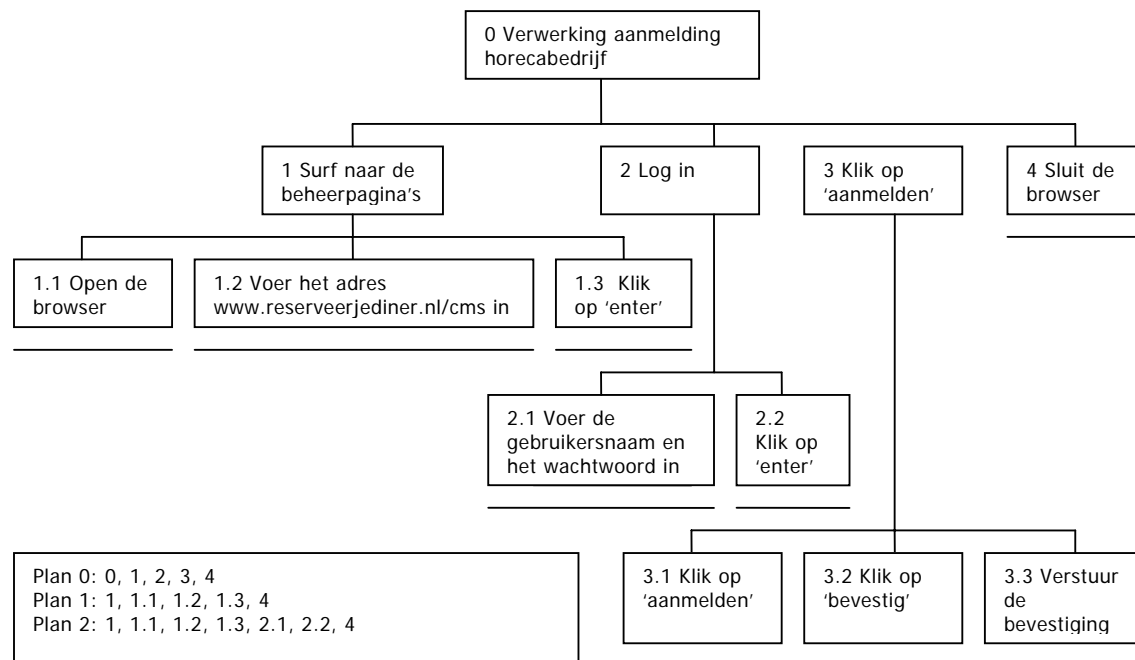 0 Verwerking aanmelding
horecabedrijf
1 Surf naar de
beheerpagina's
2 Log in
3 Klik op
'aanmelden'
4 Sluit de
browser
1.1 Open de
browser
1.2 Voer het adres
www.reserveerjediner.nl/cms in
1.3 Klik
op 'enter'
2.1 Voer de
gebruikersnaam en
het wachtwoord in
2.2
Klik op
'enter'
3.1 Klik op
'aanmelden'
3.2 Klik op
'bevestig'
3.3 Verstuur
de
bevestiging
Plan 0: 0, 1, 2, 3, 4
Plan 1: 1, 1.1, 1.2, 1.3, 4
Plan 2: 1, 1.1, 1.2, 1.3, 2.1, 2.2, 4